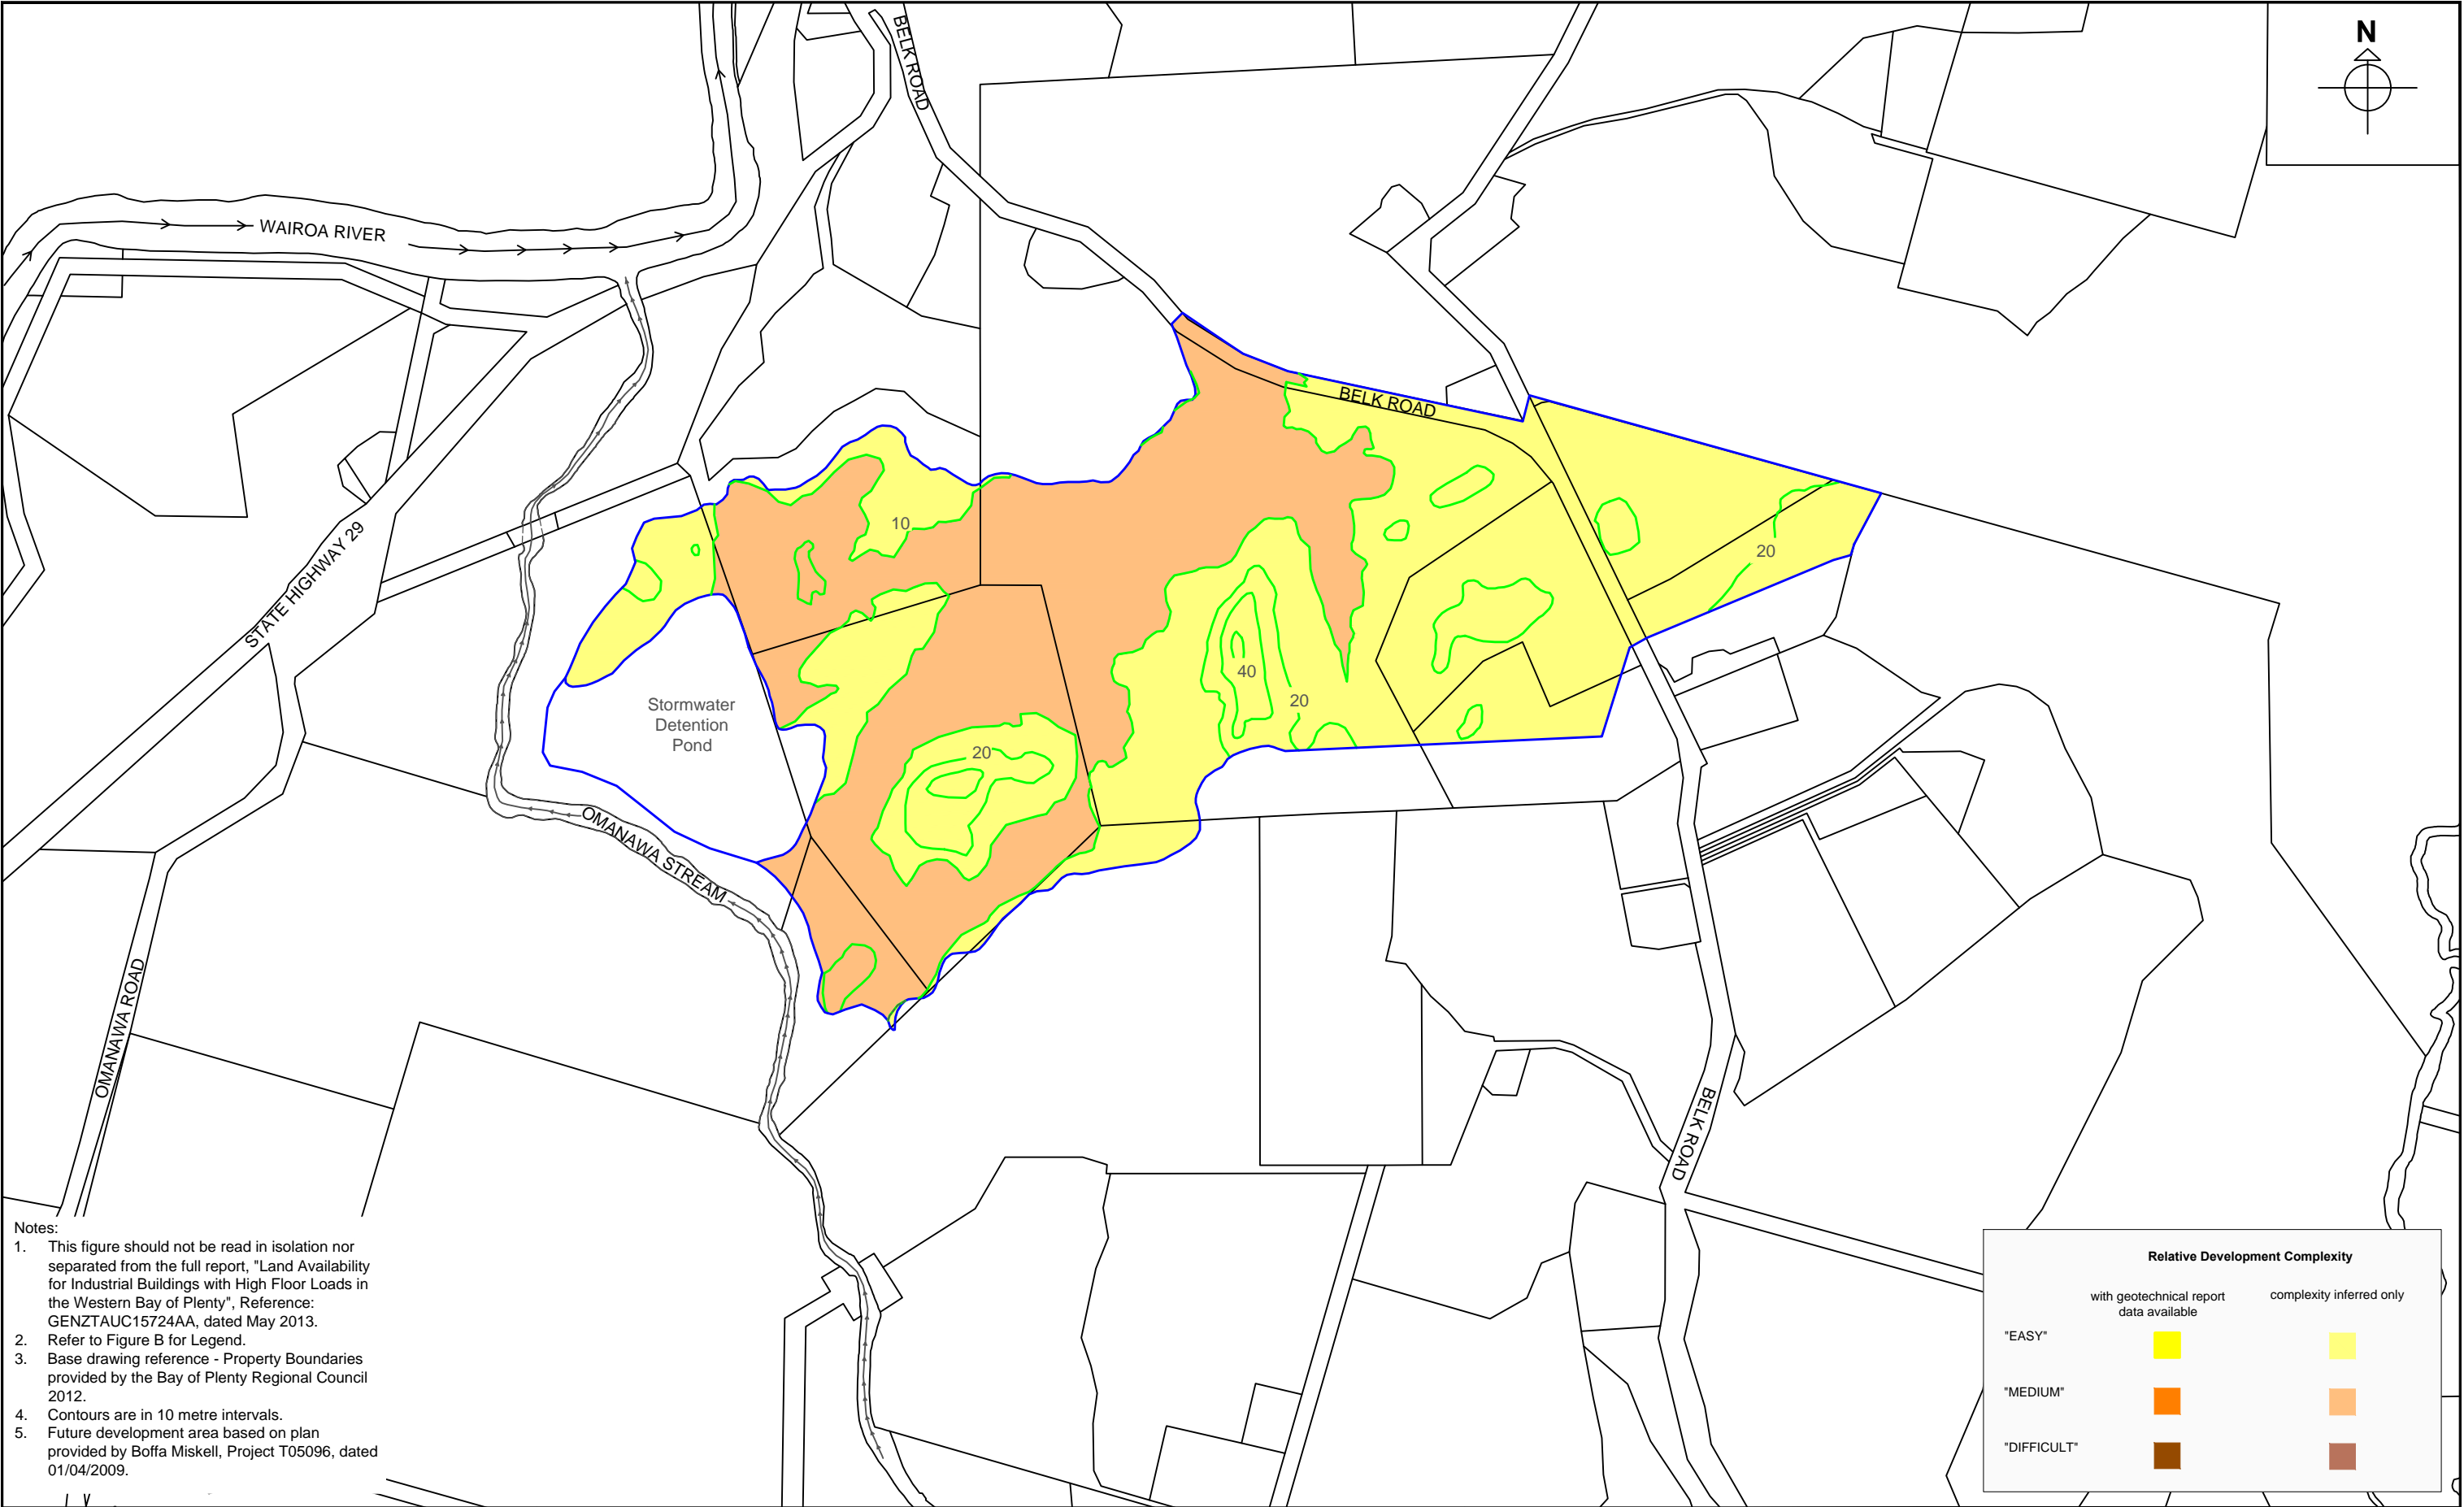 N
BELK ROAD
WAIROA RIVER
BELK ROAD
10
20
STATE HIGHWAY 29
40
20
Stormwater
Detention
Pond
20
OMANAWA STREAM
OMANAWA ROAD
BELK ROAD
Notes:
1. This figure should not be read in isolation nor
separated from the full report, "Land Availability
for Industrial Buildings with High Floor Loads in
the Western Bay of Plenty", Reference:
GENZTAUC15724AA, dated May 2013.
2. Refer to Figure B for Legend.
3. Base drawing reference - Property Boundaries
provided by the Bay of Plenty Regional Council
2012.
4. Contours are in 10 metre intervals.
5. Future development area based on plan
provided by Boffa Miskell, Project T05096, dated
01/04/2009.
Relative Development Complexity
with geotechnical report
data available
complexity inferred only
"EASY"
"MEDIUM"
"DIFFICULT"